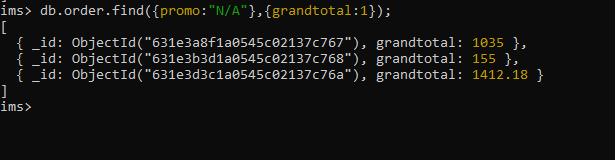 ims> db.order.find({promo:"N/A"},{grandtotal:1});
[
  { _id: ObjectId("631e3a8f1a0545c02137c767"), grandtotal: 1035 },
  { _id: ObjectId("631e3b3d1a0545c02137c768"), grandtotal: 155 },
  { _id: ObjectId("631e3d3c1a0545c02137c76a"), grandtotal: 1412.18 }
]
ims>